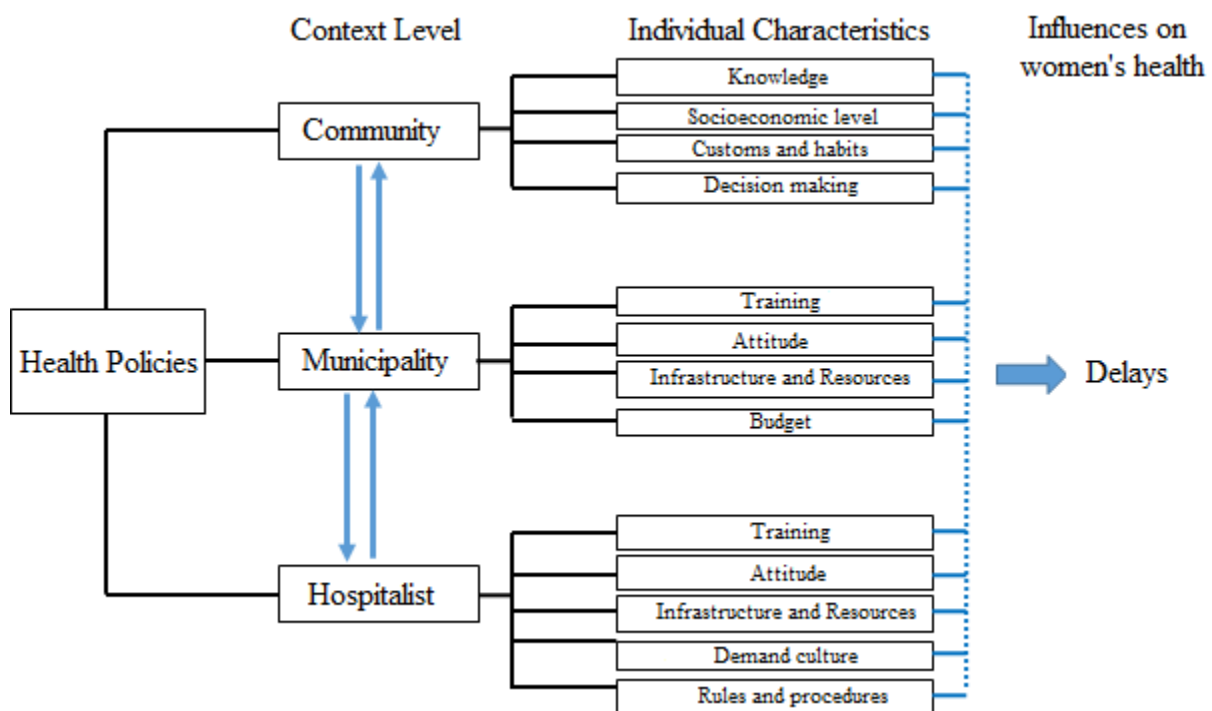 Context Level
Individual Characteristics
Influences on
women's health
Knowledge
Socioeconomic level
Community
Customs and habits
Decision making
Training
Attitude
Health Policies
Municipality
Infrastructure and Resources
Delays
Budget
Training
Attitude
Hospitalist
Infrastructure and Resources
Demand culture
Rules and procedures